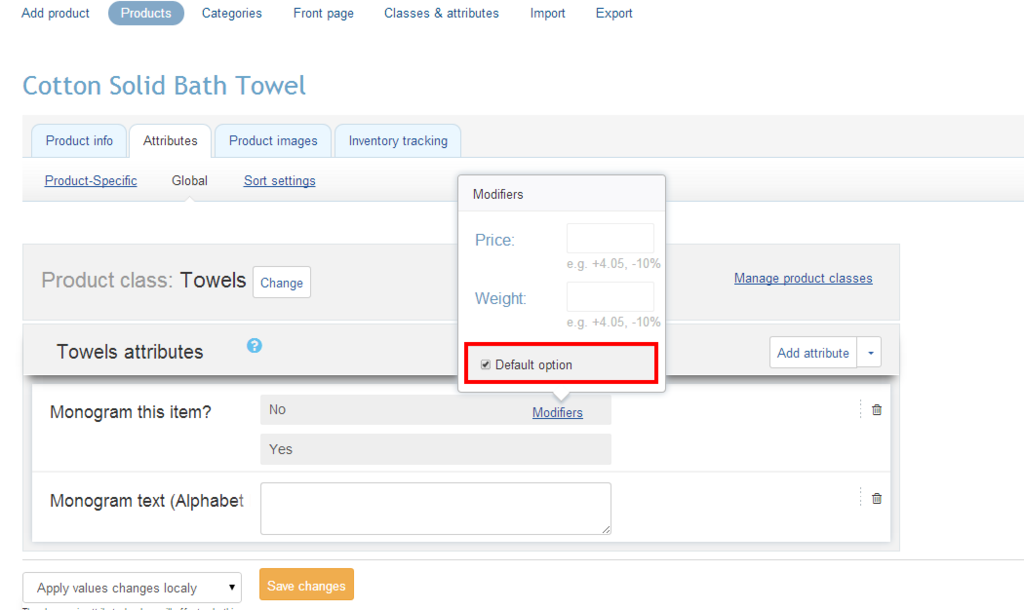 Add product Products Categories Front page Classes & attributes Import Export
Cotton Solid Bath Towel
Product info Attributes Product images Inventory tracking
Product-Specific Global Sort settings
Modifiers
Price:
e.g. +4.05, -10%
Weight:
e.g. +4.05, -10%
Default option
Product class: Towels Change
Manage product classes
Towels attributes ?
Add attribute
Monogram this item?
No Modifiers
Yes
Monogram text (Alphabet
Apply values changes localy
Save changes